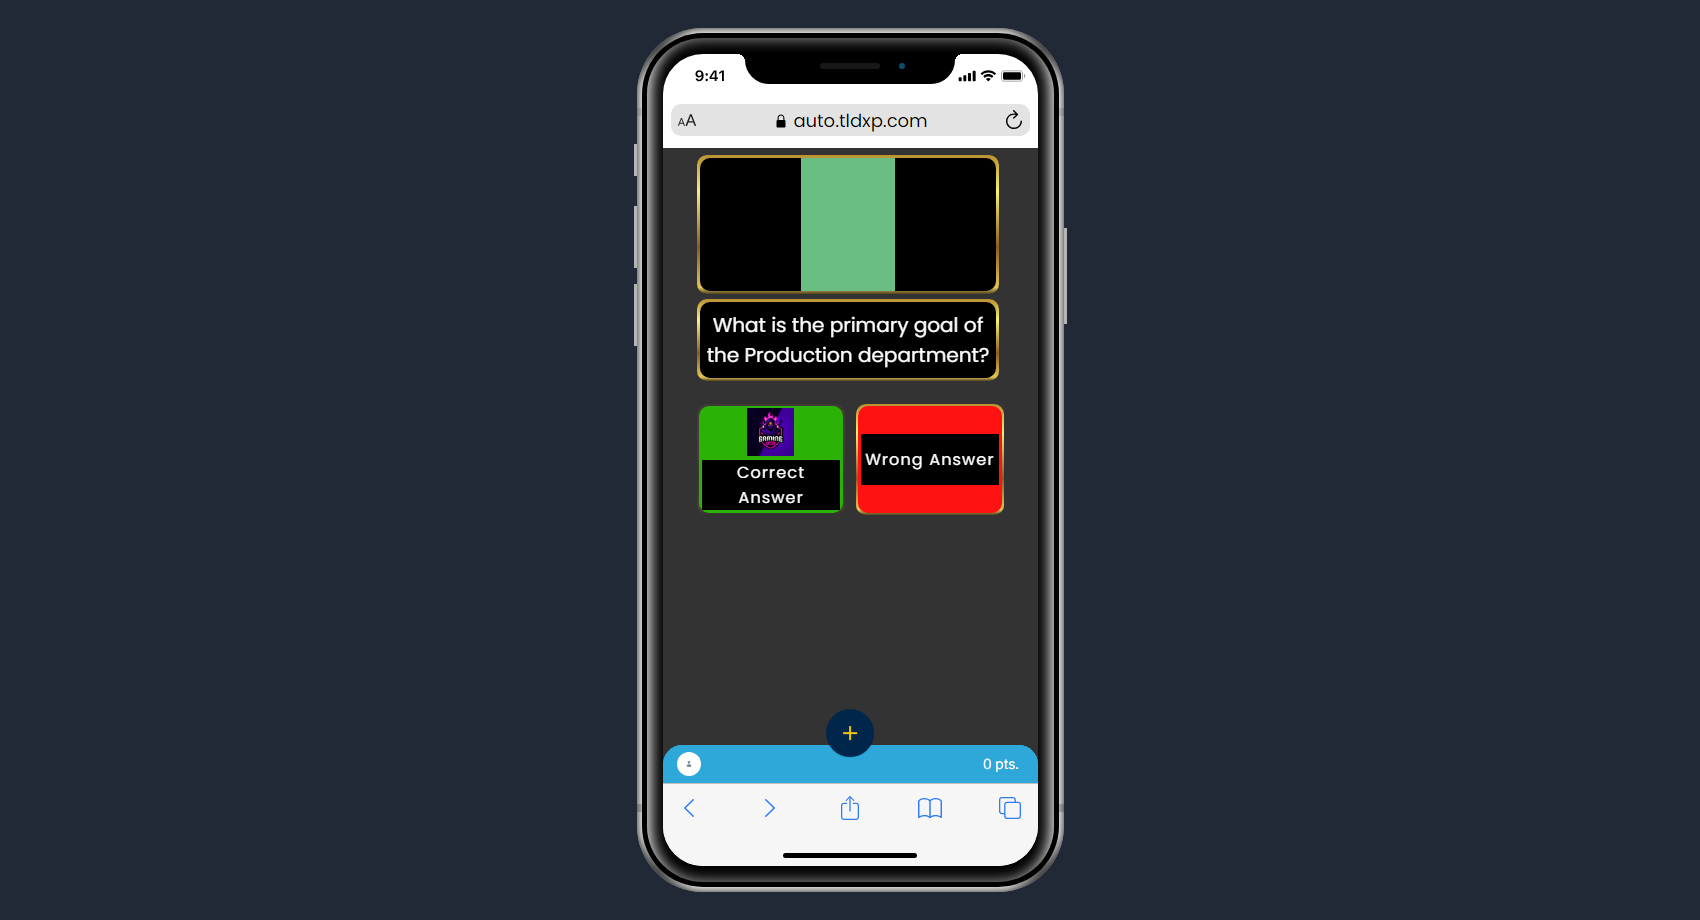 9:41
AA auto.tldxp.com
What is the primary goal of
the Production department?
GAMING
Correct
Answer
Wrong Answer
+
0 pts.